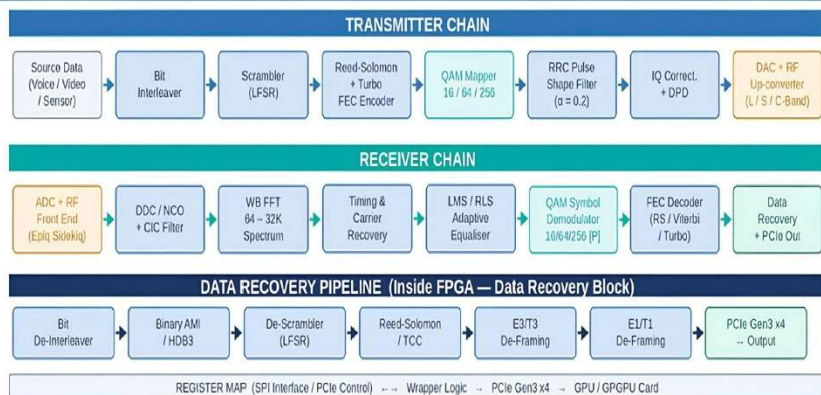 TRANSMITTER CHAIN
Source Data
(Voice / Video
/ Sensor)
Bit
Interleaver
Scrambler
(LFSR)
Reed-Solomon
+ Turbo
FEC Encoder
QAM Mapper
16 / 64 / 256
RRC Pulse
Shape Filter
(α = 0.2)
IQ Correct.
+ DPD
DAC + RF
Up-converter
(L / S / C-Band)
RECEIVER CHAIN
ADC + RF
Front End
(Epiq Sidekiq)
DDC / NCO
+ CIC Filter
WB FFT
64 – 32K
Spectrum
Timing &
Carrier
Recovery
LMS / RLS
Adaptive
Equaliser
QAM Symbol
Demodulator
16/64/256 [P]
FEC Decoder
(RS / Viterbi
/ Turbo)
Data
Recovery
+ PCIe Out
DATA RECOVERY PIPELINE (Inside FPGA — Data Recovery Block)
Bit
De-Interleaver
Binary AMI
/ HDB3
De-Scrambler
(LFSR)
Reed-Solomon
/ TCC
E3/T3
De-Framing
E1/T1
De-Framing
PCIe Gen3 x4
→ Output
REGISTER MAP (SPI Interface / PCIe Control) ←→ Wrapper Logic → PCIe Gen3 x4 → GPU / GPGPU Card